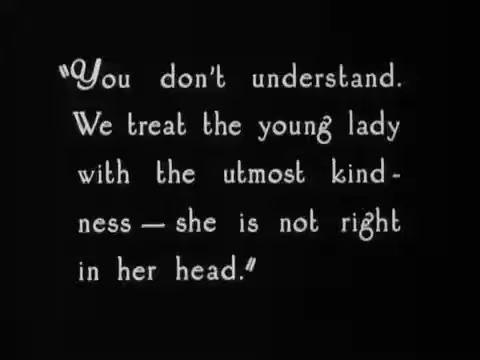 "You don't understand.
We treat the young lady
with the utmost kind-
ness — she is not right
in her head."